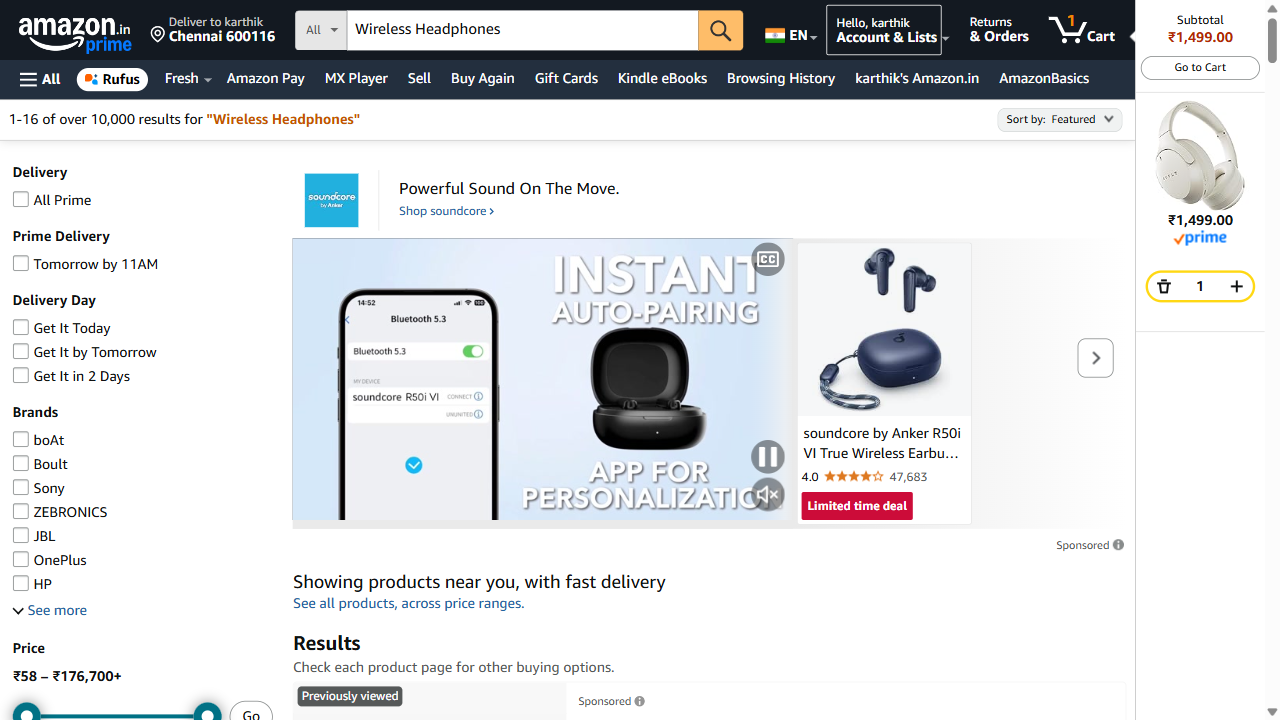 amazon.in
prime
Deliver to karthik
Chennai 600116
All
Wireless Headphones
EN
Hello, karthik
Account & Lists
Returns
& Orders
1
Cart
Subtotal
₹1,499.00
Go to Cart
All
Rufus
Fresh
Amazon Pay
MX Player
Sell
Buy Again
Gift Cards
Kindle eBooks
Browsing History
karthik's Amazon.in
AmazonBasics
1-16 of over 10,000 results for "Wireless Headphones"
Sort by: Featured
₹1,499.00
prime
1
Delivery
All Prime
Prime Delivery
Tomorrow by 11AM
Delivery Day
Get It Today
Get It by Tomorrow
Get It in 2 Days
Brands
boAt
Boult
Sony
ZEBRONICS
JBL
OnePlus
HP
See more
Price
₹58 – ₹176,700+
Go
soundcore
by Anker
Powerful Sound On The Move.
Shop soundcore
INSTANT
AUTO-PAIRING
CC
14:52
Bluetooth 5.3
Bluetooth 5.3
MY DEVICE
soundcore R50i VI CONNECT
UNLINITED
APP FOR
PERSONALIZATIO
soundcore by Anker R50i
VI True Wireless Earbu…
4.0 47,683
Limited time deal
Sponsored
Showing products near you, with fast delivery
See all products, across price ranges.
Results
Check each product page for other buying options.
Previously viewed
Sponsored